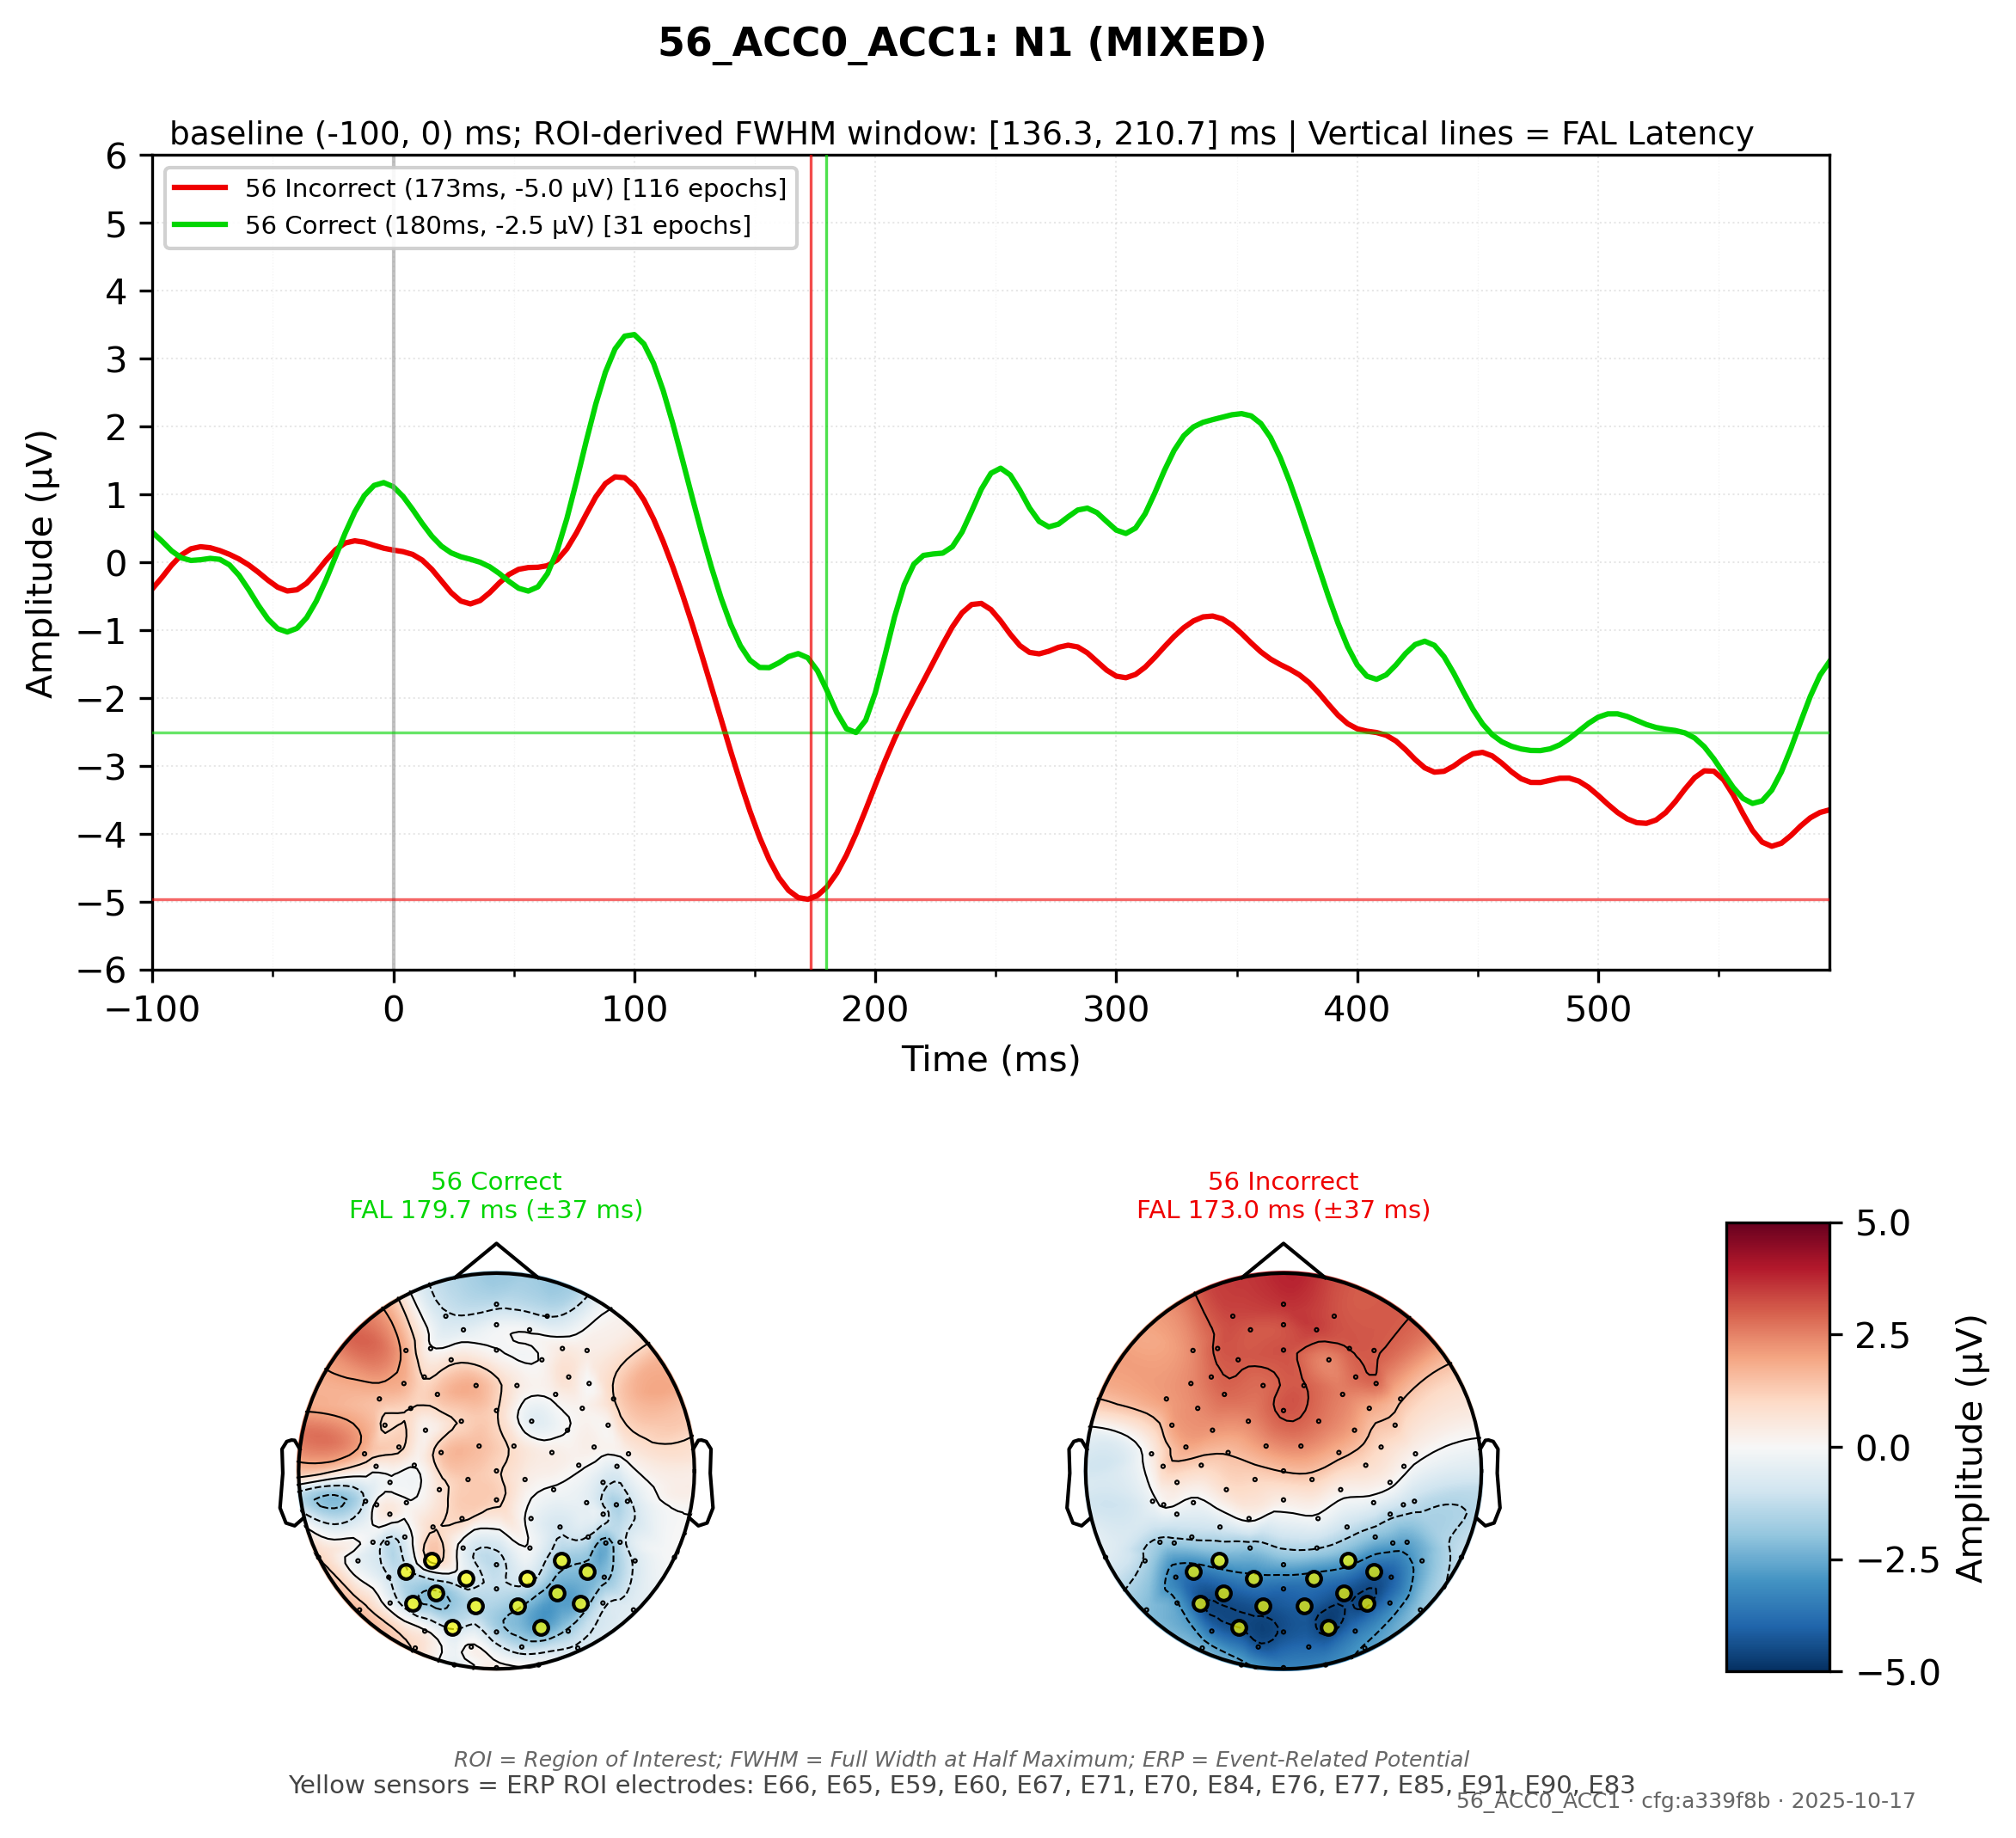 56_ACC0_ACC1: N1 (MIXED)
baseline (-100, 0) ms; ROI-derived FWHM window: [136.3, 210.7] ms | Vertical lines = FAL Latency
56 Incorrect (173ms, -5.0 µV) [116 epochs]
56 Correct (180ms, -2.5 µV) [31 epochs]
Amplitude (µV)
6
5
4
3
2
1
0
−1
−2
−3
−4
−5
−6
−100
0
100
200
300
400
500
Time (ms)
56 Correct
FAL 179.7 ms (±37 ms)
56 Incorrect
FAL 173.0 ms (±37 ms)
5.0
2.5
0.0
−2.5
−5.0
Amplitude (µV)
ROI = Region of Interest; FWHM = Full Width at Half Maximum; ERP = Event-Related Potential
Yellow sensors = ERP ROI electrodes: E66, E65, E59, E60, E67, E71, E70, E84, E76, E77, E85, E91, E90, E83
56_ACC0_ACC1 · cfg:a339f8b · 2025-10-17